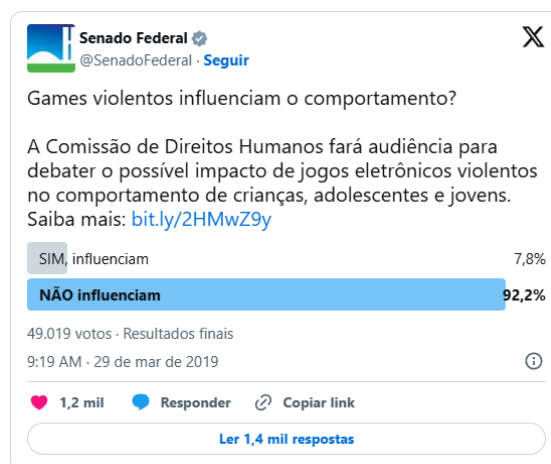 Senado Federal
@SenadoFederal · Seguir
Games violentos influenciam o comportamento?
A Comissão de Direitos Humanos fará audiência para
debater o possível impacto de jogos eletrônicos violentos
no comportamento de crianças, adolescentes e jovens.
Saiba mais: bit.ly/2HMwZ9y
SIM, influenciam 7,8%
NÃO influenciam 92,2%
49.019 votos · Resultados finais
9:19 AM · 29 de mar de 2019
1,2 mil Responder Copiar link
Ler 1,4 mil respostas